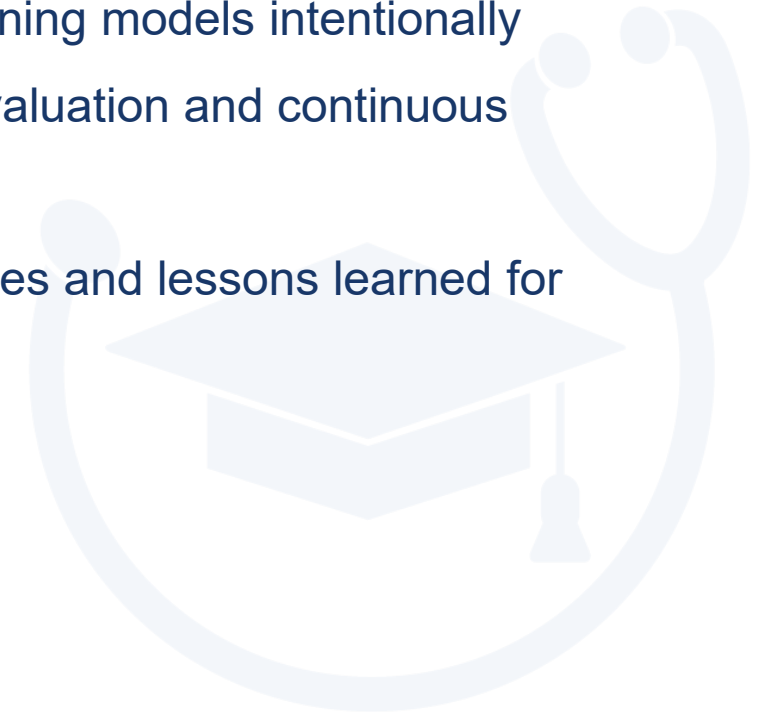 ning models intentionally
valuation and continuous
es and lessons learned for